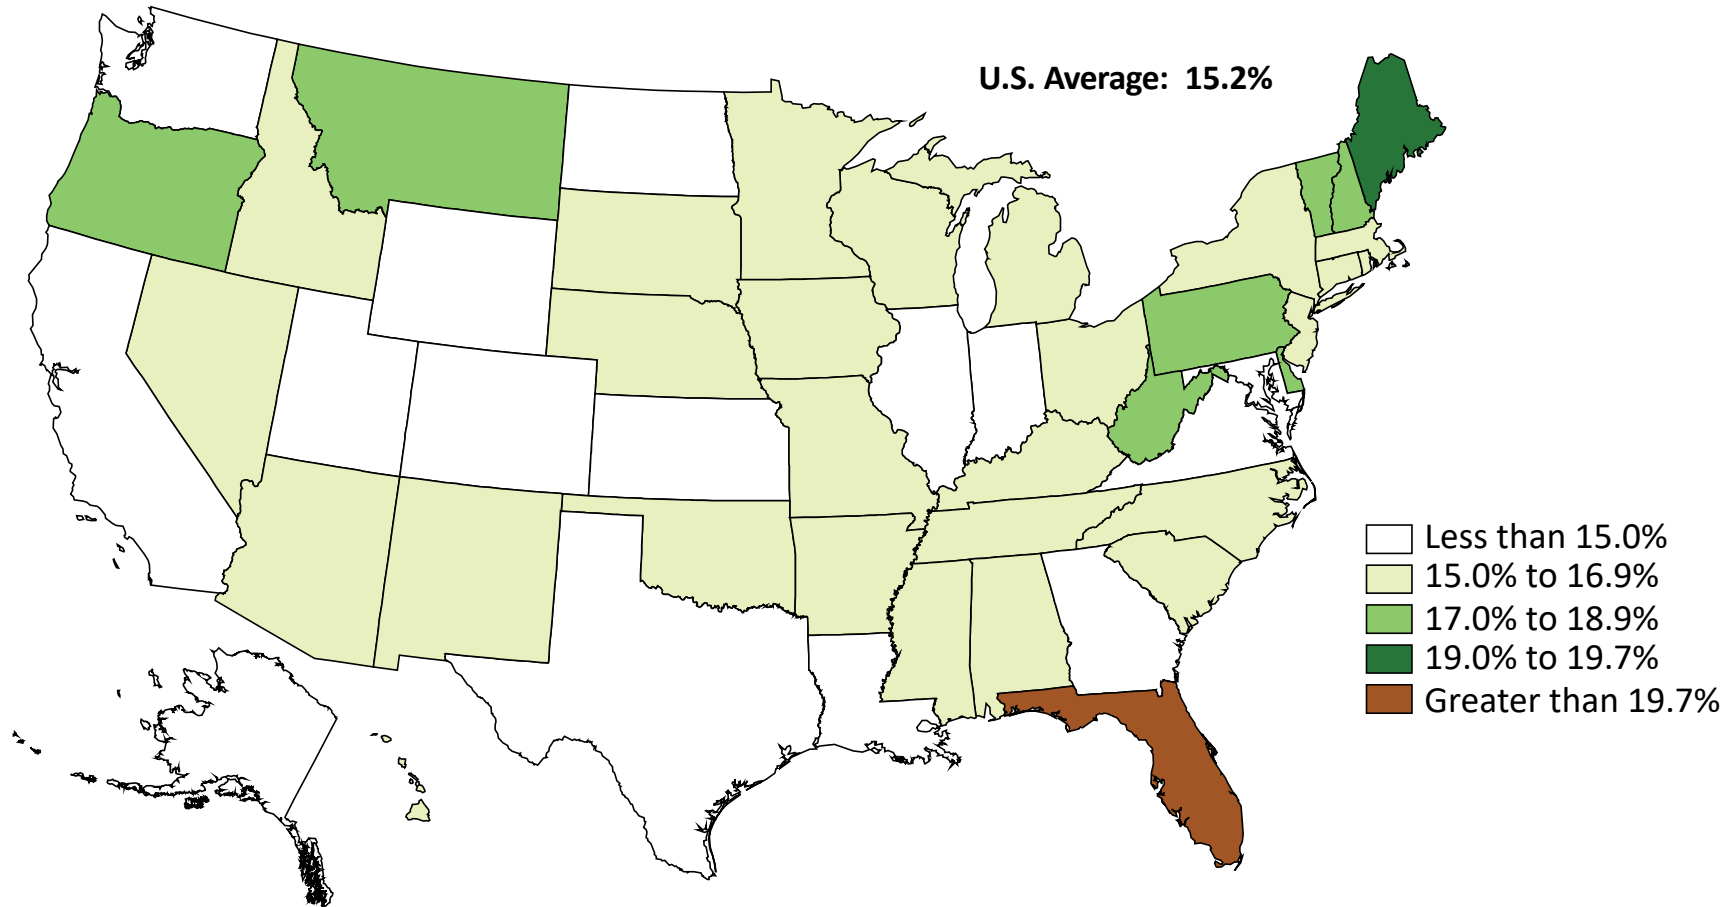 U.S. Average:  15.2%
Less than 15.0%
15.0% to 16.9%
17.0% to 18.9%
19.0% to 19.7%
Greater than 19.7%